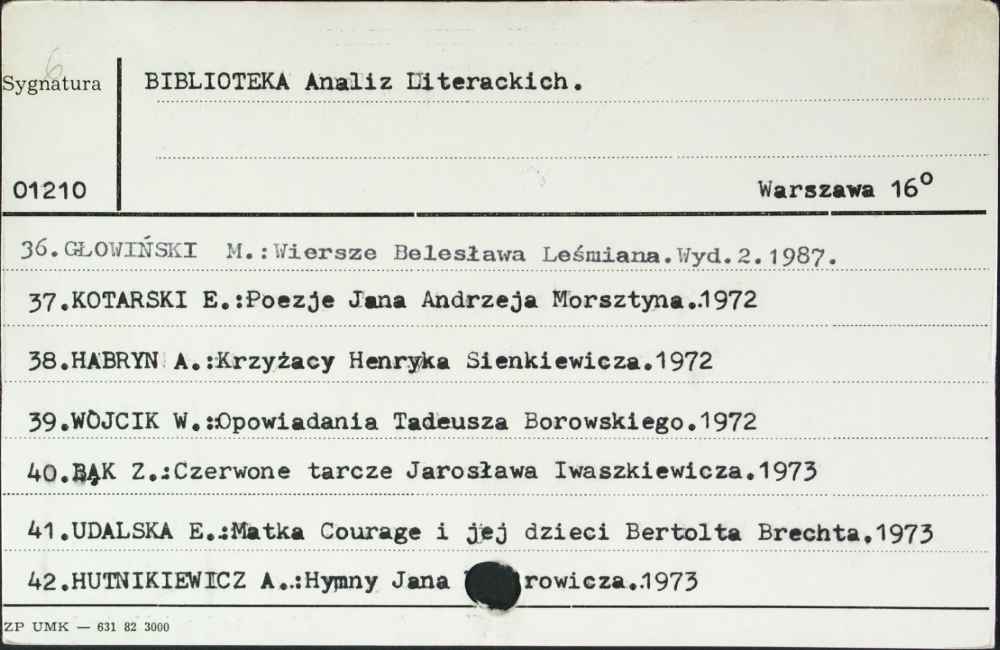 6
Sygnatura
BIBLIOTEKA Analiz Literackich.
01210
Warszawa 16º
36.GŁOWIŃSKI M.:Wiersze Belesława Leśmiana.Wyd.2.1987.
37.KOTARSKI E.:Poezje Jana Andrzeja Morsztyna..1972
38.HABRYN A.:Krzyżacy Henryka Sienkiewicza.1972
39.WÓJCIK W.:Opowiadania Tadeusza Borowskiego.1972
40.BĄK Z.:Czerwone tarcze Jarosława Iwaszkiewicza.1973
41.UDALSKA E.:Matka Courage i jej dzieci Bertolta Brechta.1973
42.HUTNIKIEWICZ A..:Hymny Jana rowicza..1973
ZP UMK — 631 82 3000